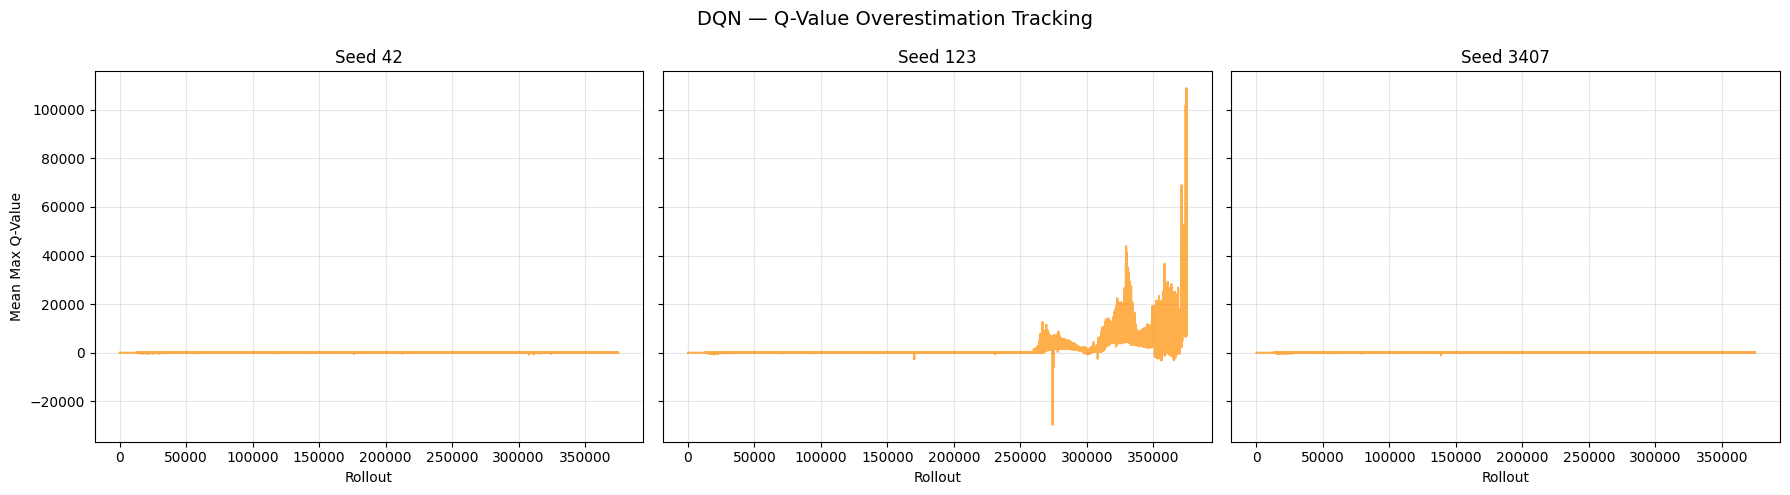 DQN — Q-Value Overestimation Tracking
Seed 42
Seed 123
Seed 3407
Mean Max Q-Value
100000
80000
60000
40000
20000
0
−20000
0 50000 100000 150000 200000 250000 300000 350000
0 50000 100000 150000 200000 250000 300000 350000
0 50000 100000 150000 200000 250000 300000 350000
Rollout
Rollout
Rollout